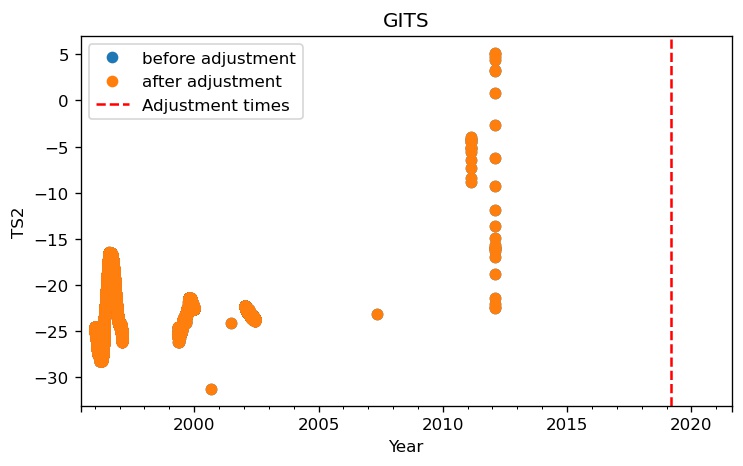 GITS
before adjustment
after adjustment
Adjustment times
TS2
5
0
−5
−10
−15
−20
−25
−30
2000
2005
2010
2015
2020
Year